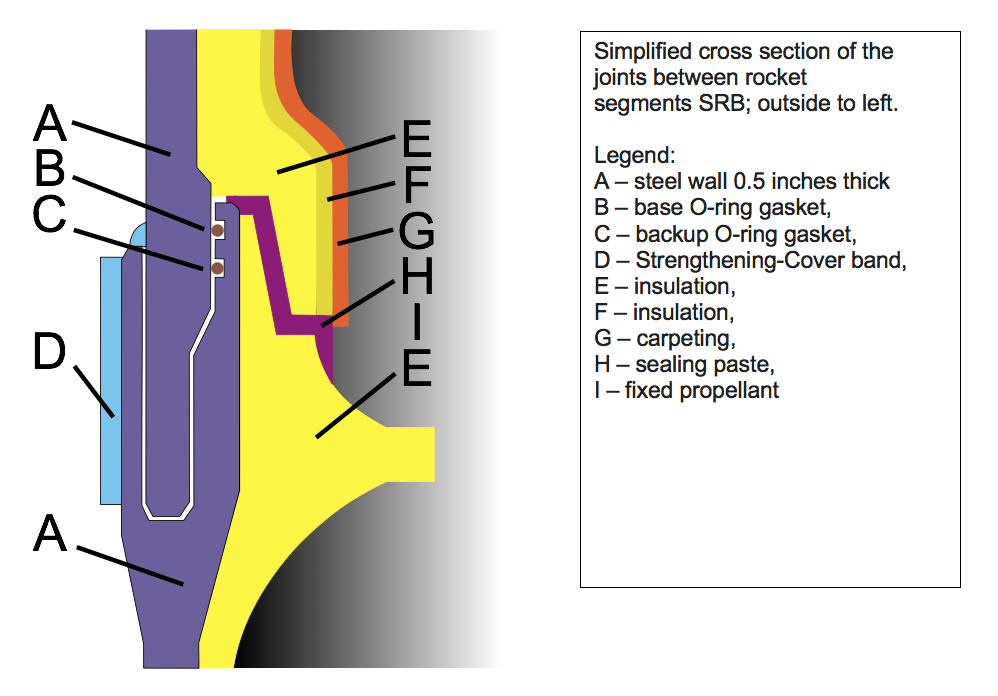 A
B
C
D
A
E
F
G
H
I
E
Simplified cross section of the
joints between rocket
segments SRB; outside to left.
Legend:
A – steel wall 0.5 inches thick
B – base O-ring gasket,
C – backup O-ring gasket,
D – Strengthening-Cover band,
E – insulation,
F – insulation,
G – carpeting,
H – sealing paste,
I – fixed propellant